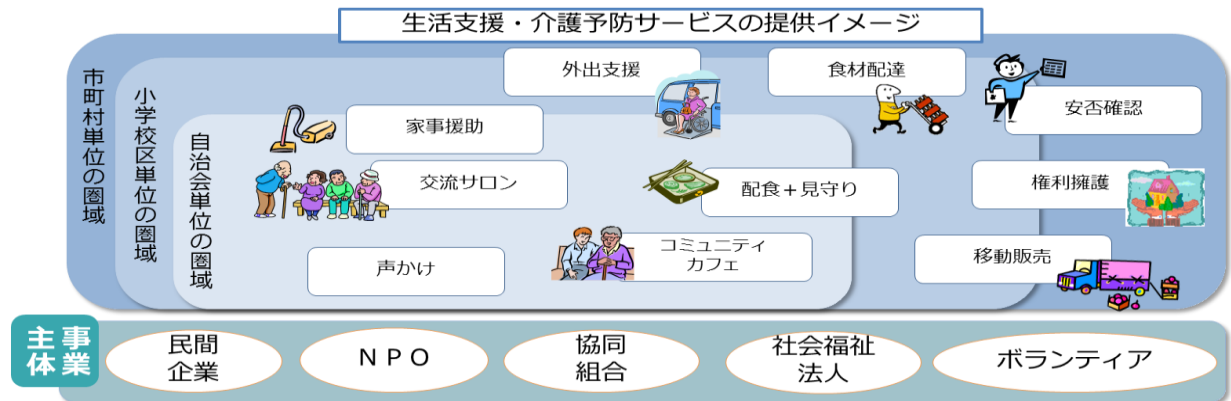 生活支援・介護予防サービスの提供イメージ
市町村単位の圏域
小学校区単位の圏域
自治会単位の圏域
外出支援
食材配達
安否確認
家事援助
交流サロン
配食＋見守り
権利擁護
声かけ
コミュニティ
カフェ
移動販売
事業
主体
民間
企業
ＮＰＯ
協同
組合
社会福祉
法人
ボランティア